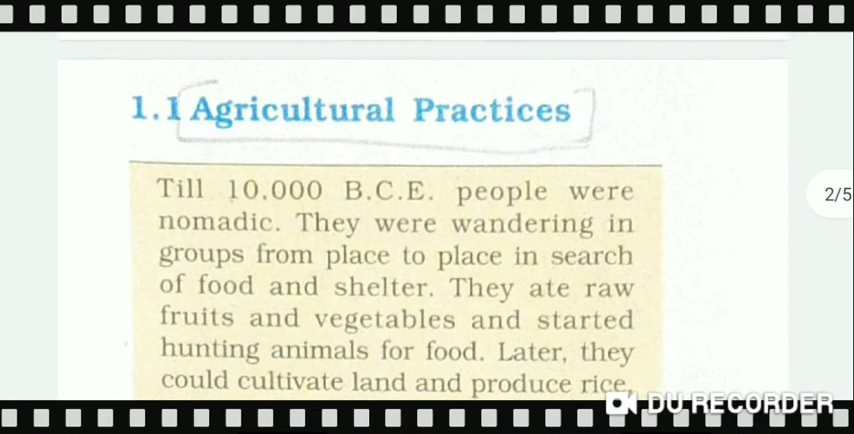 1.1 Agricultural Practices
Till 10,000 B.C.E. people were
nomadic. They were wandering in
groups from place to place in search
of food and shelter. They ate raw
fruits and vegetables and started
hunting animals for food. Later, they
could cultivate land and produce rice,
2/5
DU RECORDER